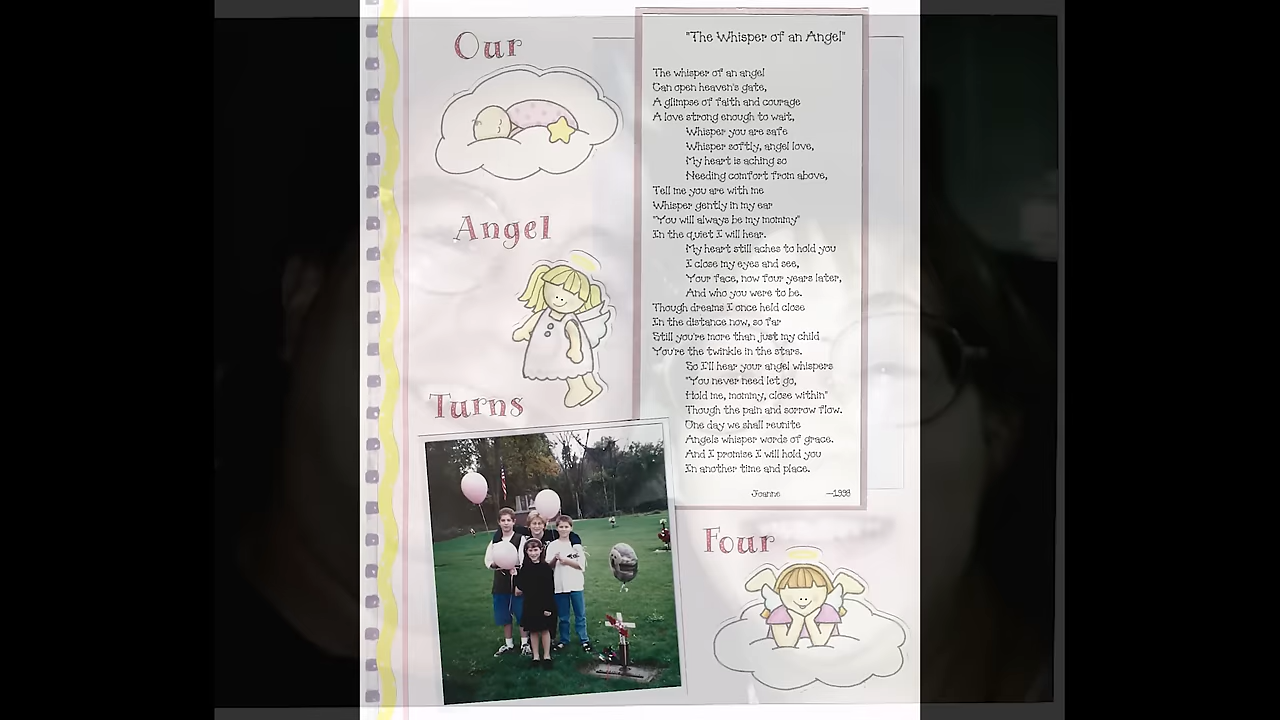 Our
Angel
Turns
Four
"The Whisper of an Angel"
The whisper of an angel
Can open heaven's gate,
A glimpse of faith and courage
A love strong enough to wait,
Whisper you are safe
Whisper softly, angel love,
My heart is aching so
Needing comfort from above,
Tell me you are with me
Whisper gently in my ear
"You will always be my mommy"
In the quiet I will hear.
My heart still aches to hold you
I close my eyes and see,
Your face, now four years later,
And who you were to be.
Though dreams I once held close
In the distance now, so far
Still you're more than just my child
You're the twinkle in the stars.
So I'll hear your angel whispers
"You never need let go,
Hold me, mommy, close within"
Though the pain and sorrow flow.
One day we shall reunite
Angels whisper words of grace.
And I promise I will hold you
In another time and place.
Joanne —1998